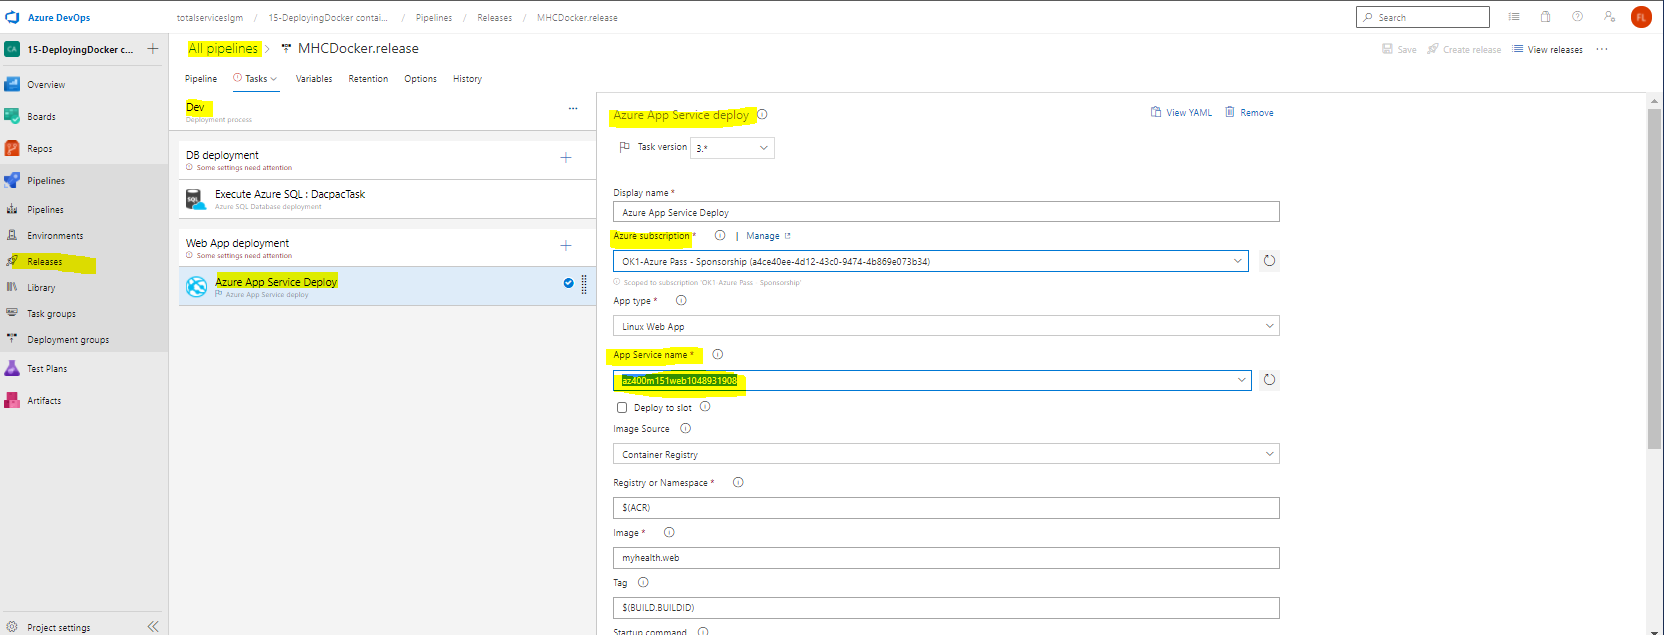 Azure DevOps
totalserviceslgm / 15-DeployingDocker contai... / Pipelines / Releases / MHCDocker.release
Search
FL
CA 15-DeployingDocker c...
All pipelines > MHCDocker.release
Save Create release View releases ...
Pipeline Tasks Variables Retention Options History
Overview
Boards
Repos
Pipelines
Pipelines
Environments
Releases
Library
Task groups
Deployment groups
Test Plans
Artifacts
Project settings
Dev
Deployment process
DB deployment
Some settings need attention
Execute Azure SQL : DacpacTask
Azure SQL Database deployment
Web App deployment
Some settings need attention
Azure App Service Deploy
Azure App Service deploy
Azure App Service deploy
View YAML Remove
Task version 3.*
Display name *
Azure App Service Deploy
Azure subscription * | Manage
OK1-Azure Pass - Sponsorship (a4ce40ee-4d12-43c0-9474-4b869e073b34)
Scoped to subscription 'OK1-Azure Pass - Sponsorship'
App type *
Linux Web App
App Service name *
az400m151web1048931908
Deploy to slot
Image Source
Container Registry
Registry or Namespace *
$(ACR)
Image *
myhealth.web
Tag
$(BUILD.BUILDID)
Startup command